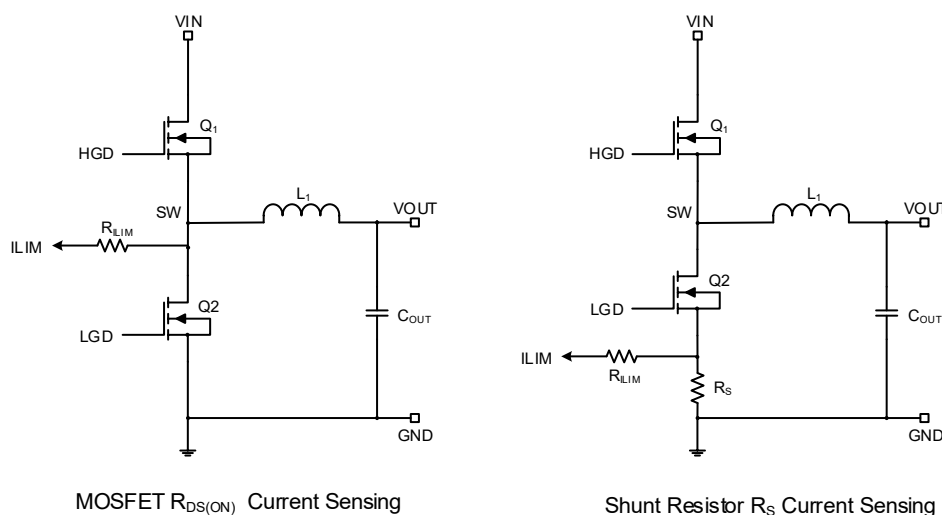 VIN
Q1
HGD
L1
SW
VOUT
RILIM
ILIM
Q2
LGD
COUT
GND
MOSFET RDS(ON) Current Sensing
VIN
Q1
HGD
L1
SW
VOUT
Q2
LGD
COUT
ILIM
RILIM
RS
GND
Shunt Resistor RS Current Sensing